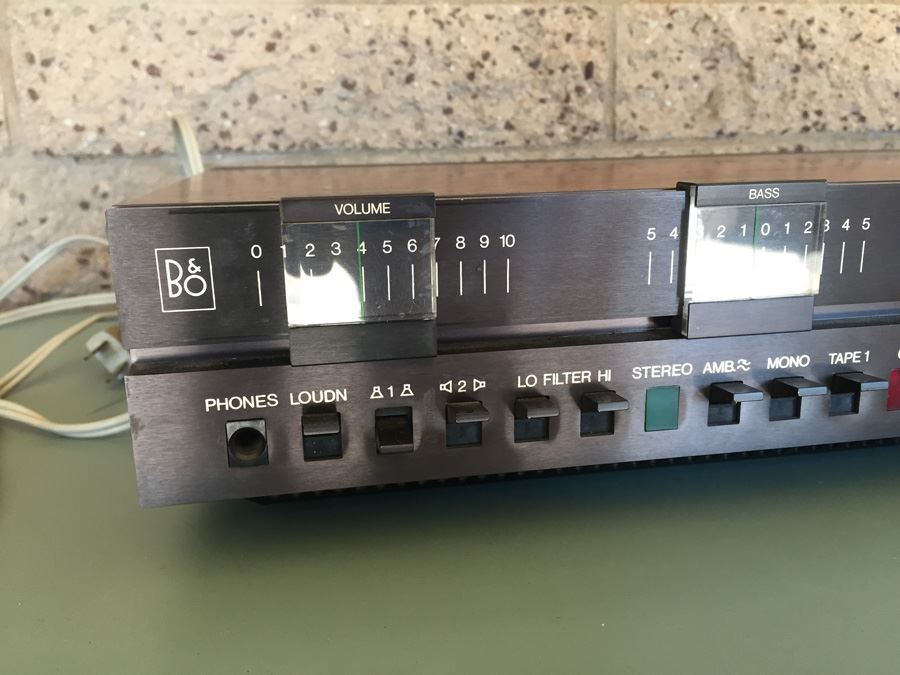 VOLUME
BASS
B&O
0 1 2 3 4 5 6 7 8 9 10
5 4 2 1 0 1 2 3 4 5
PHONES LOUDN 1 2 LO FILTER HI STEREO AMB MONO TAPE 1